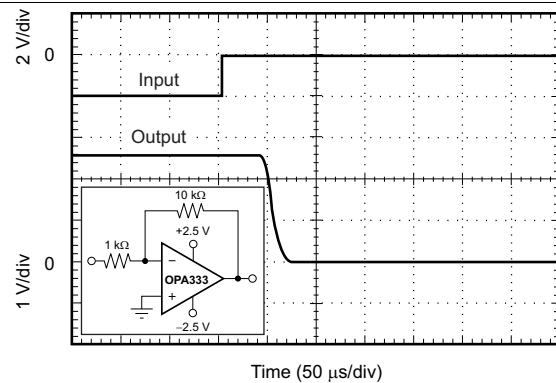 2 V/div
0
Input
Output
10 kΩ
+2.5 V
1 kΩ
−
OPA333
+
−2.5 V
0
1 V/div
Time (50 μs/div)